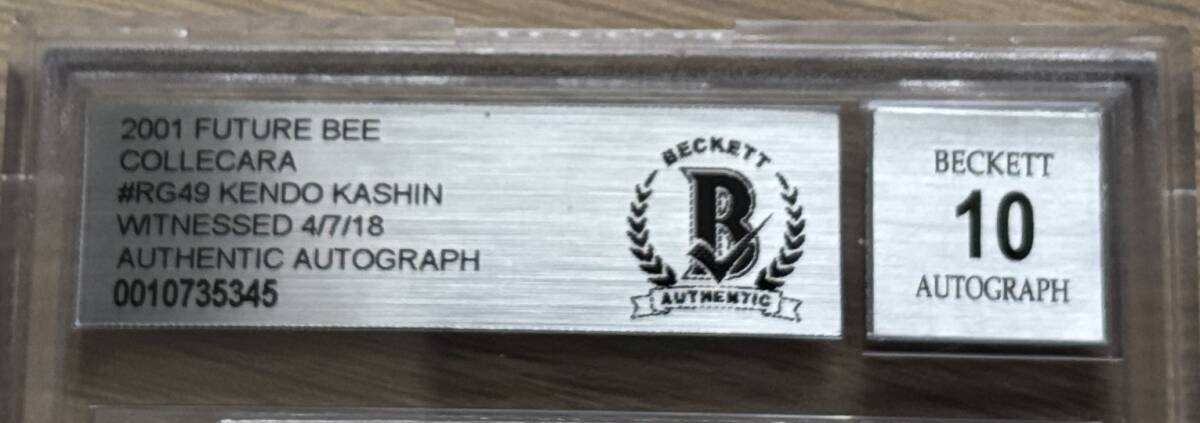 2001 FUTURE BEE
COLLECARA
#RG49 KENDO KASHIN
WITNESSED 4/7/18
AUTHENTIC AUTOGRAPH
0010735345
BECKETT
B
AUTHENTIC
BECKETT
10
AUTOGRAPH